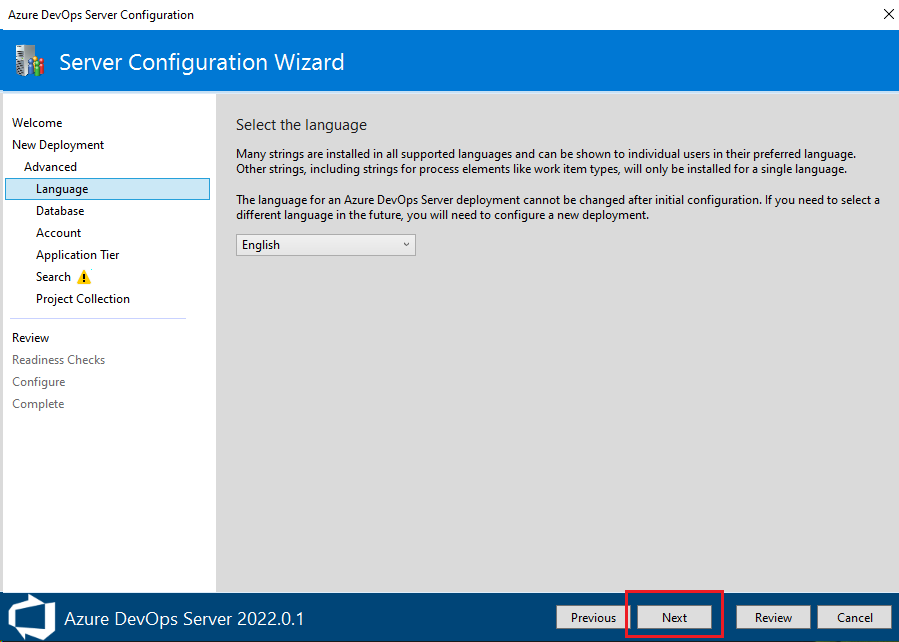 Azure DevOps Server Configuration
Server Configuration Wizard
Welcome
New Deployment
Advanced
Language
Database
Account
Application Tier
Search
Project Collection
Review
Readiness Checks
Configure
Complete
Select the language
Many strings are installed in all supported languages and can be shown to individual users in their preferred language.
Other strings, including strings for process elements like work item types, will only be installed for a single language.
The language for an Azure DevOps Server deployment cannot be changed after initial configuration. If you need to select a
different language in the future, you will need to configure a new deployment.
English
Azure DevOps Server 2022.0.1
Previous
Next
Review
Cancel